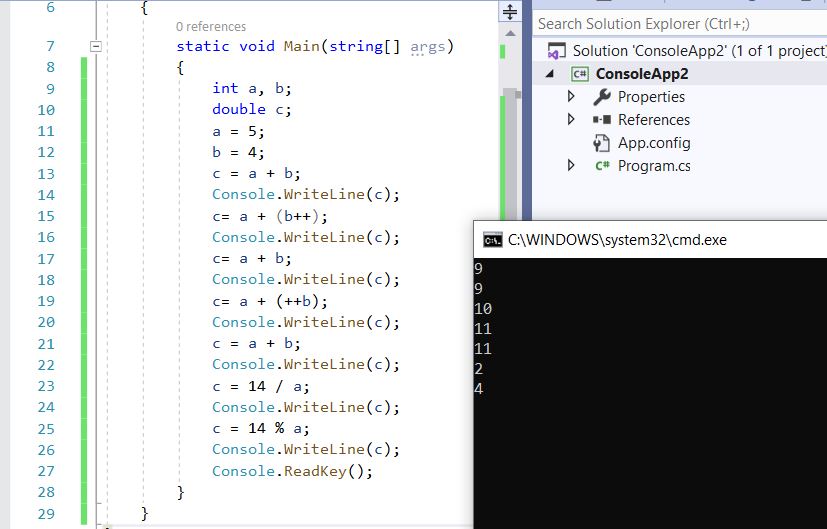 6 {
0 references
7 static void Main(string[] args)
8 {
9 int a, b;
10 double c;
11 a = 5;
12 b = 4;
13 c = a + b;
14 Console.WriteLine(c);
15 c= a + (b++);
16 Console.WriteLine(c);
17 c= a + b;
18 Console.WriteLine(c);
19 c= a + (++b);
20 Console.WriteLine(c);
21 c = a + b;
22 Console.WriteLine(c);
23 c = 14 / a;
24 Console.WriteLine(c);
25 c = 14 % a;
26 Console.WriteLine(c);
27 Console.ReadKey();
28 }
29 }
Search Solution Explorer (Ctrl+;)
Solution 'ConsoleApp2' (1 of 1 project)
C# ConsoleApp2
Properties
References
App.config
C# Program.cs
C:\WINDOWS\system32\cmd.exe
9
9
10
11
11
2
4